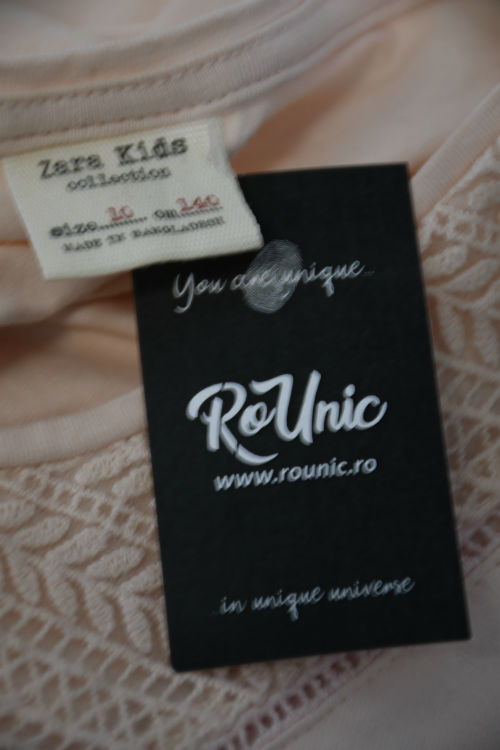 Zara Kids
collection
size....10.... cm 140
MADE IN BANGLADESH
You are unique...
RoUnic
www.rounic.ro
...in unique universe